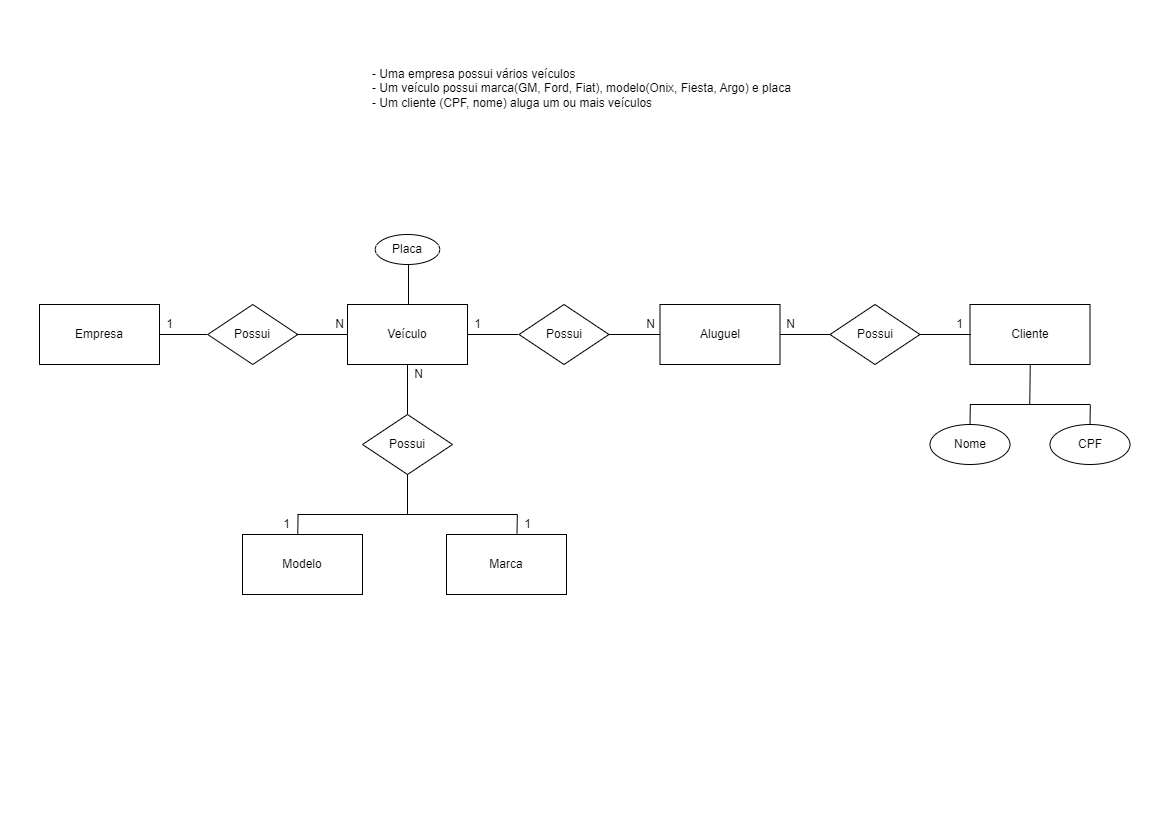 - Uma empresa possui vários veículos
- Um veículo possui marca(GM, Ford, Fiat), modelo(Onix, Fiesta, Argo) e placa
- Um cliente (CPF, nome) aluga um ou mais veículos
Placa
Empresa
1
Possui
N
Veículo
1
Possui
N
Aluguel
N
Possui
1
Cliente
N
Possui
Nome
CPF
1
1
Modelo
Marca